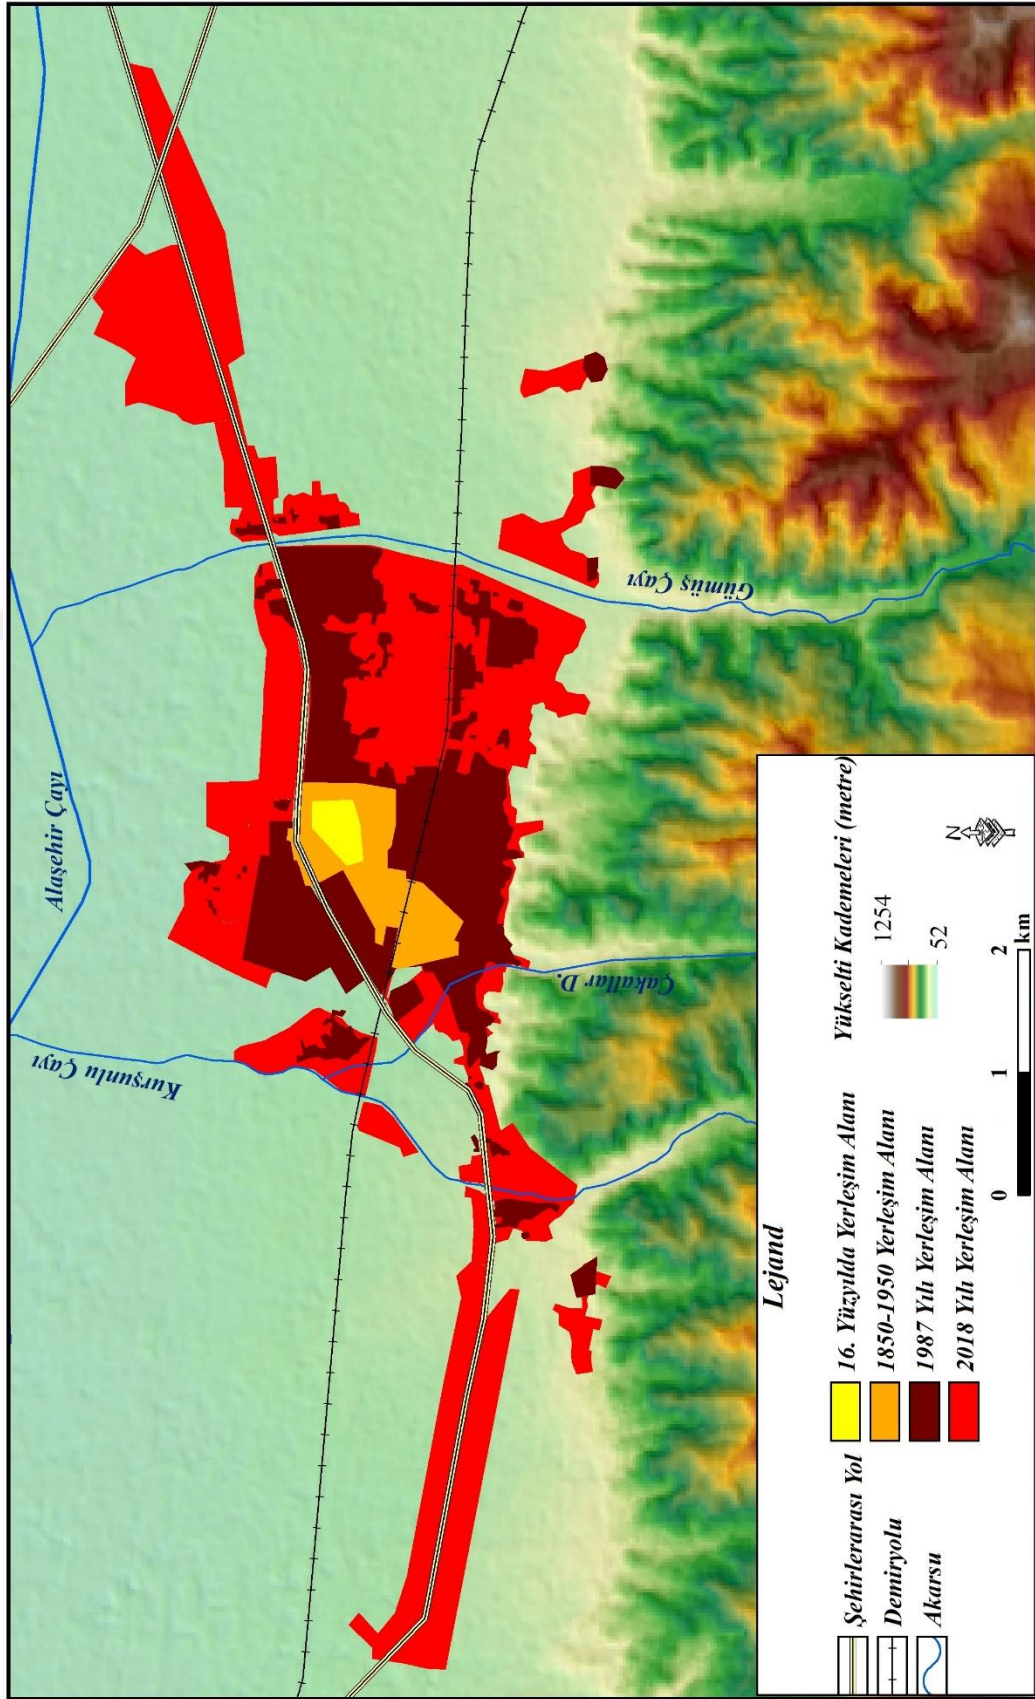 Alaşehir Çayı
Kurşunlu Çayı
Gümüş Çayı
Çakallar D.
Lejand
Şehirlerarası Yol
Demiryolu
Akarsu
16. Yüzyılda Yerleşim Alanı
1850-1950 Yerleşim Alanı
1987 Yılı Yerleşim Alanı
2018 Yılı Yerleşim Alanı
Yükselti Kademeleri (metre)
1254
52
N
0 1 2
km